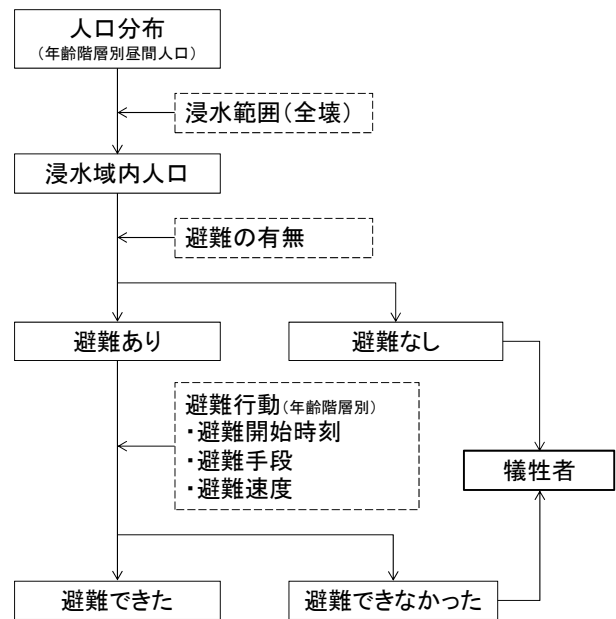 人口分布
(年齢階層別昼間人口)
浸水範囲(全壊)
浸水域内人口
避難の有無
避難あり
避難なし
避難行動(年齢階層別)
・避難開始時刻
・避難手段
・避難速度
犠牲者
避難できた
避難できなかった